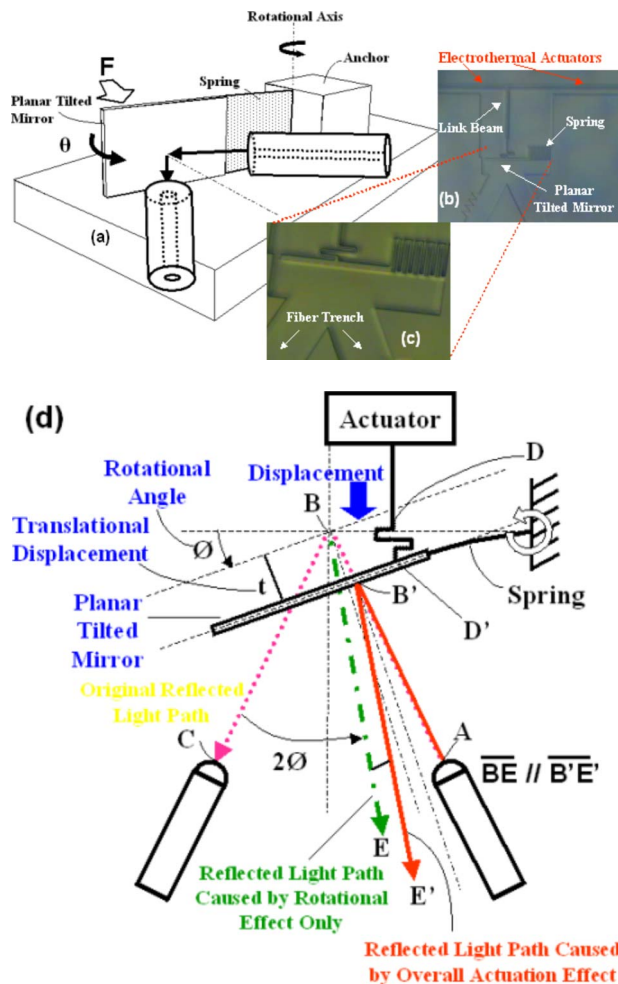 Rotational Axis
Anchor
F
Spring
Planar Tilted
Mirror
θ
(a)
Electrothermal Actuators
Link Beam
Spring
Planar
Tilted Mirror
(b)
Fiber Trench
(c)
(d)
Actuator
D
Rotational
Angle
Displacement
B
Translational
Displacement
Ø
t
Planar
Tilted
Mirror
B'
D'
Spring
Original Reflected
Light Path
C
A
2Ø
BE // B'E'
E
E'
Reflected Light Path
Caused by Rotational
Effect Only
Reflected Light Path Caused
by Overall Actuation Effect